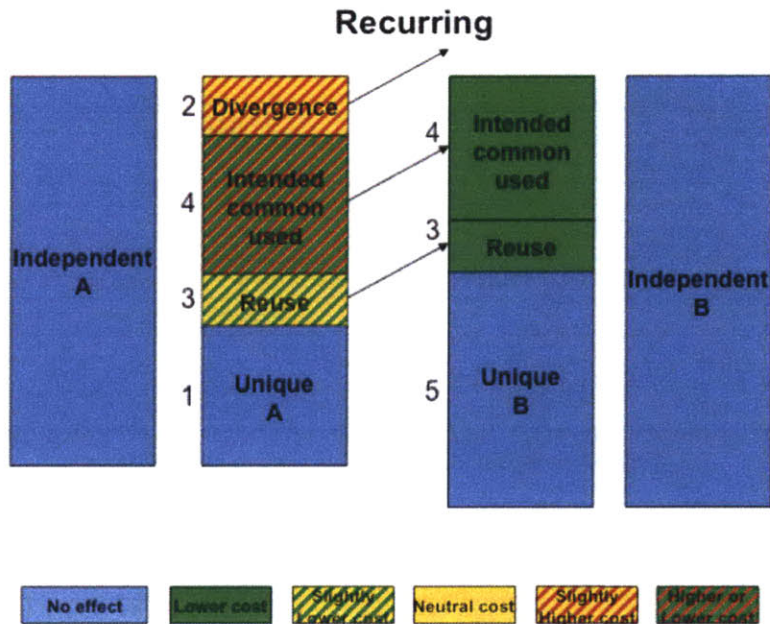 Recurring
Independent
A
2
Divergence
4
Intended
common
used
3
Reuse
1
Unique
A
4
Intended
common
used
3
Reuse
5
Unique
B
Independent
B
No effect
Lower cost
Slightly
Lower cost
Neutral cost
Slightly
Higher cost
Higher or
Lower cost